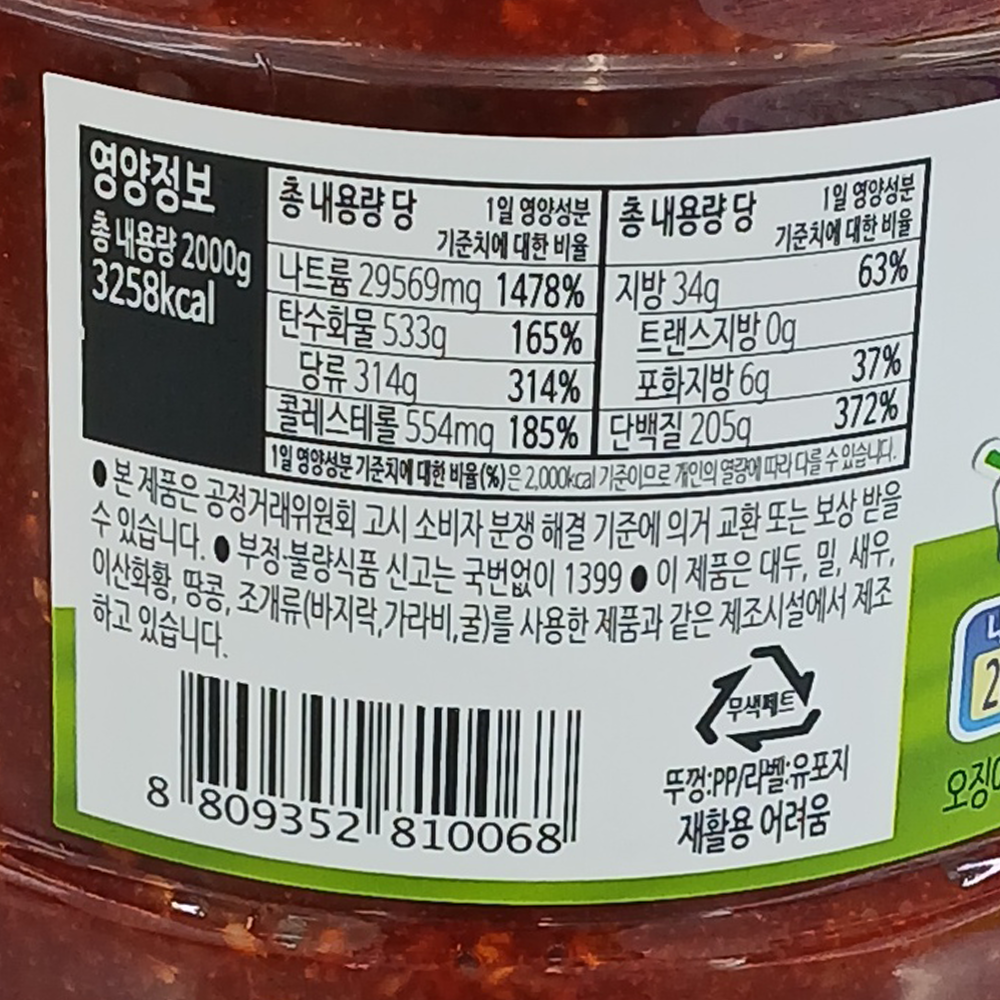 영양정보
총 내용량 2000g
3258kcal
총 내용량 당 1일 영양성분 기준치에 대한 비율
나트륨 29569mg 1478%
탄수화물 533g 165%
당류 314g 314%
콜레스테롤 554mg 185%
총 내용량 당 1일 영양성분 기준치에 대한 비율
지방 34g 63%
트랜스지방 0g
포화지방 6g 37%
단백질 205g 372%
1일 영양성분 기준치에 대한 비율(%)은 2,000kcal 기준이므로 개인의 열량에 따라 다를 수 있습니다.
● 본 제품은 공정거래위원회 고시 소비자 분쟁 해결 기준에 의거 교환 또는 보상 받을
수 있습니다. ● 부정·불량식품 신고는 국번없이 1399 ● 이 제품은 대두, 밀, 새우,
이산화황, 땅콩, 조개류(바지락,가라비,굴)를 사용한 제품과 같은 제조시설에서 제조
하고 있습니다.
무색페트
뚜껑:PP/라벨:유포지
재활용 어려움
8 809352 810068
오징